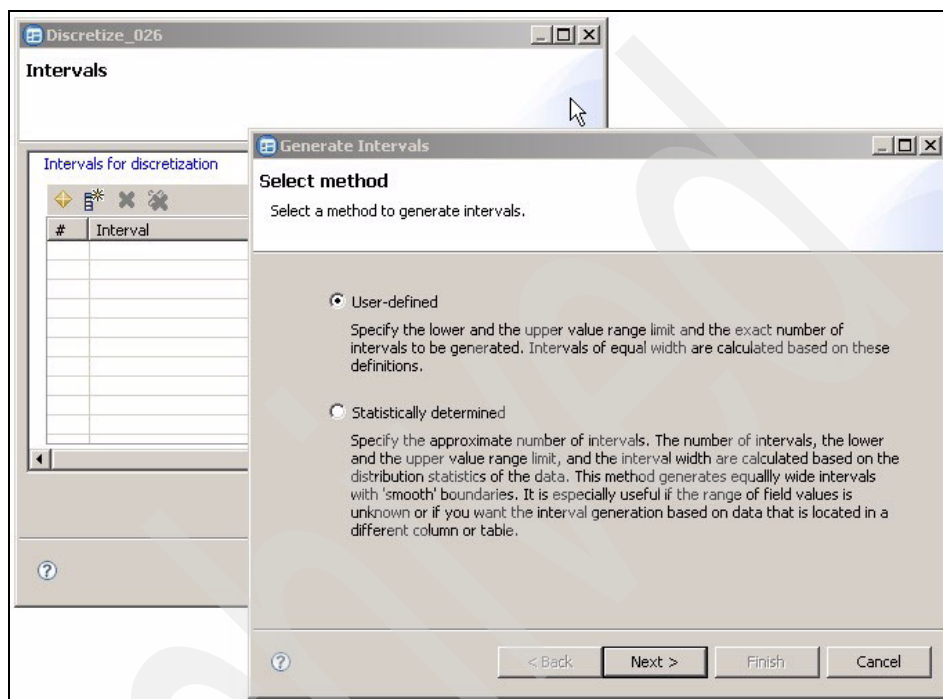 Discretize_026
Intervals
Intervals for discretization
# Interval
Generate Intervals
Select method
Select a method to generate intervals.
User-defined
Specify the lower and the upper value range limit and the exact number of
intervals to be generated. Intervals of equal width are calculated based on these
definitions.
Statistically determined
Specify the approximate number of intervals. The number of intervals, the lower
and the upper value range limit, and the interval width are calculated based on the
distribution statistics of the data. This method generates equallly wide intervals
with 'smooth' boundaries. It is especially useful if the range of field values is
unknown or if you want the interval generation based on data that is located in a
different column or table.
< Back Next > Finish Cancel